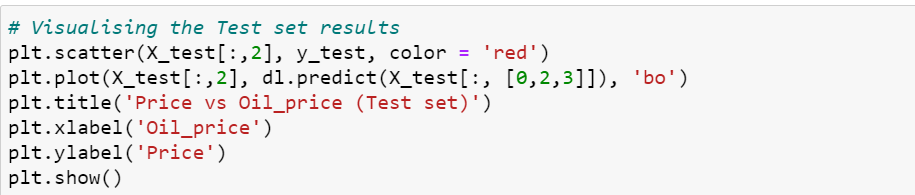 # Visualising the Test set results
plt.scatter(X_test[:,2], y_test, color = 'red')
plt.plot(X_test[:,2], dl.predict(X_test[:, [0,2,3]]), 'bo')
plt.title('Price vs Oil_price (Test set)')
plt.xlabel('Oil_price')
plt.ylabel('Price')
plt.show()